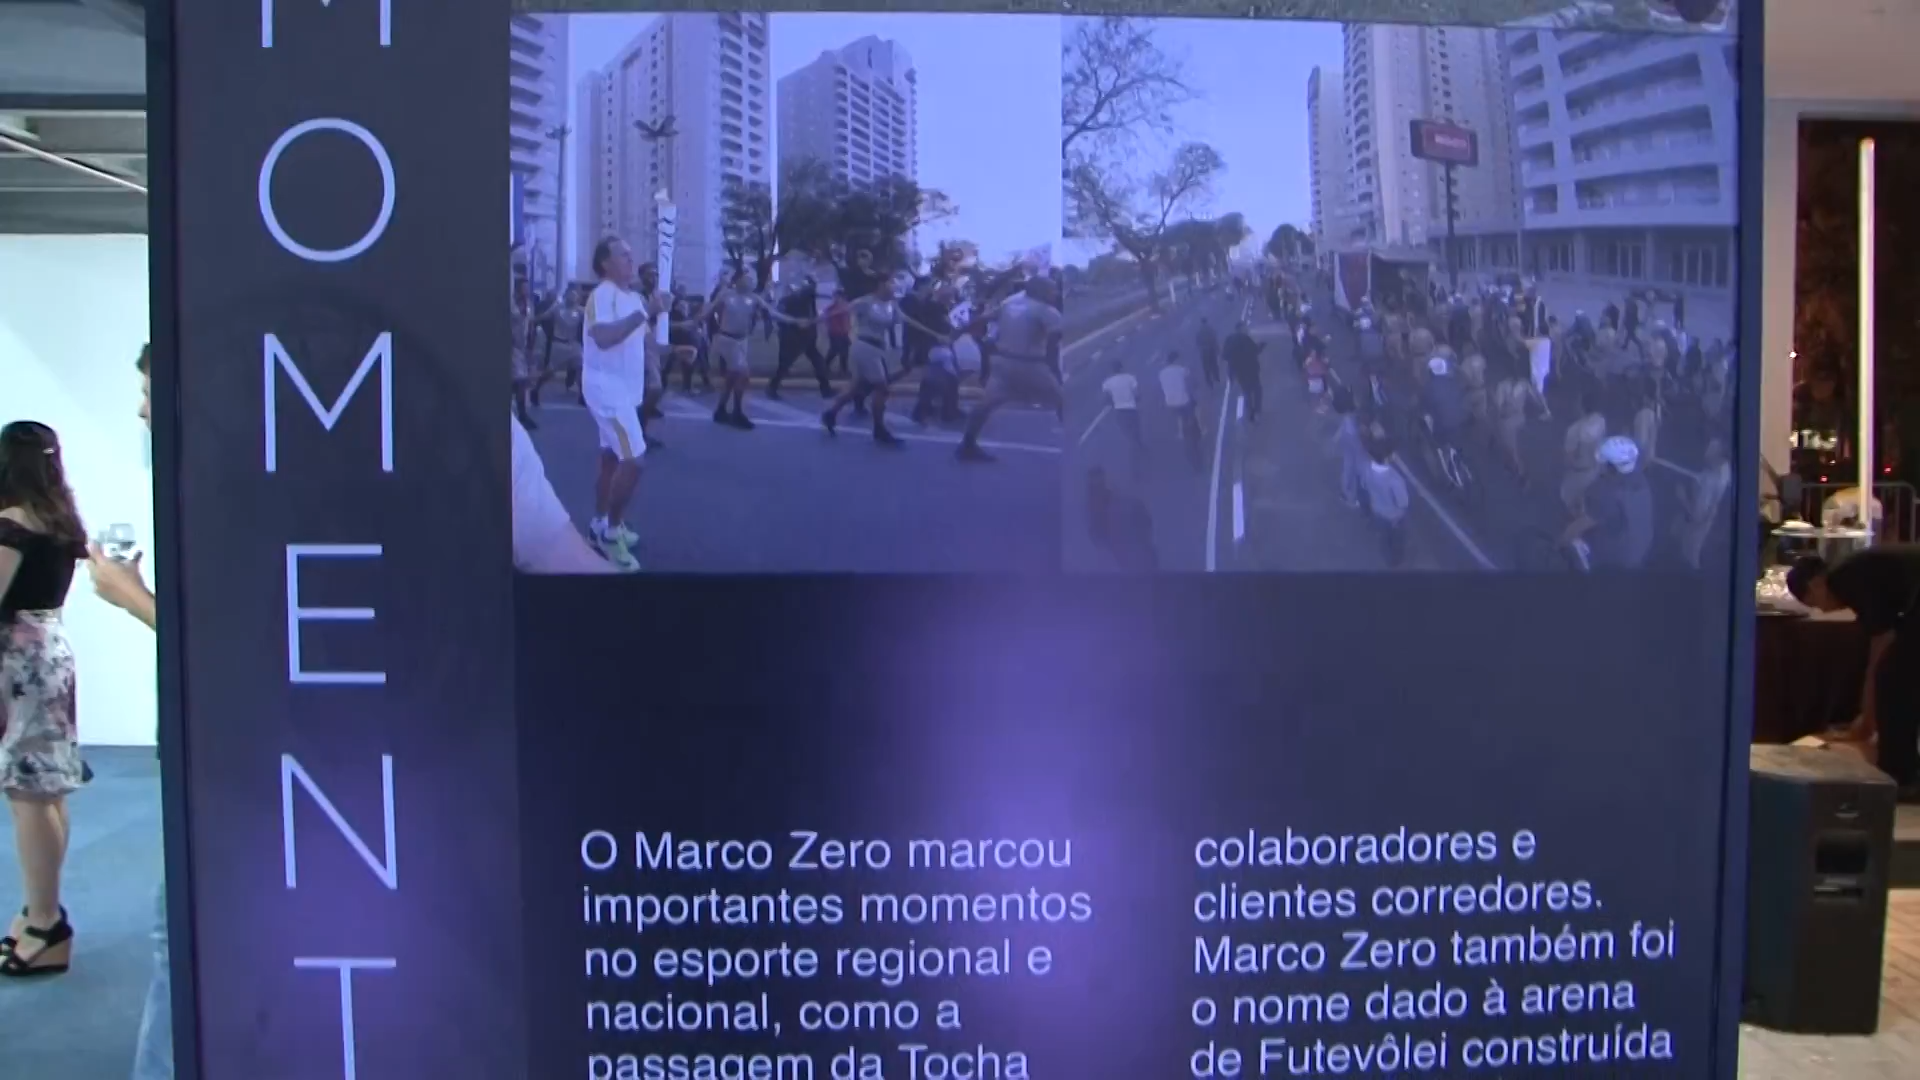 MOMENT
O Marco Zero marcou
importantes momentos
no esporte regional e
nacional, como a
passagem da Tocha
colaboradores e
clientes corredores.
Marco Zero também foi
o nome dado à arena
de Futevôlei construída